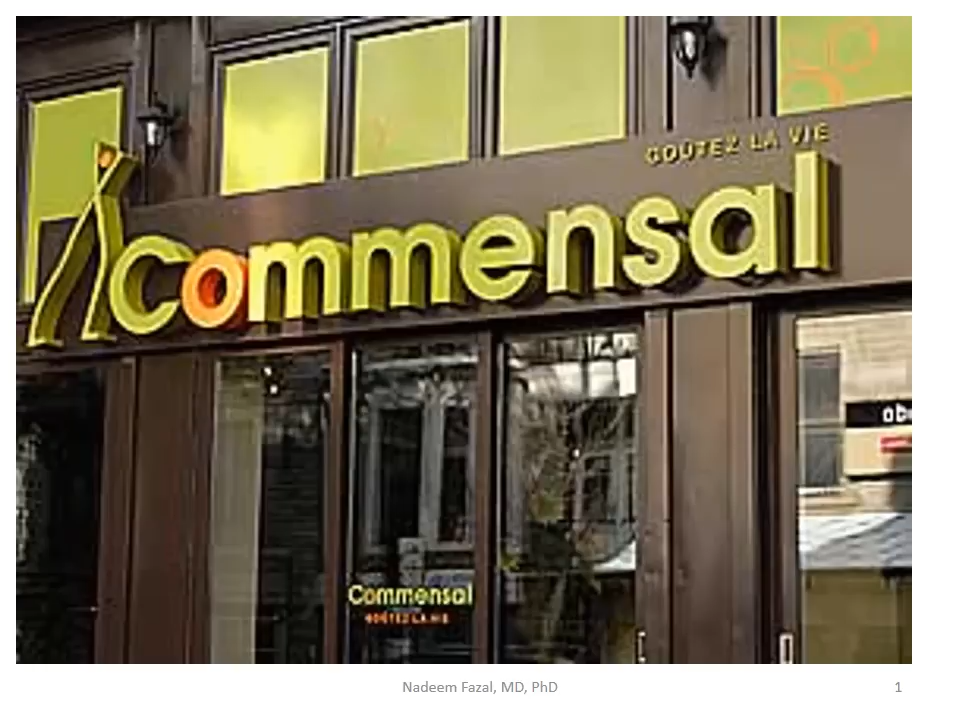 GOÛTEZ LA VIE
commensal
Commensal
GOÛTEZ LA VIE
Nadeem Fazal, MD, PhD
1